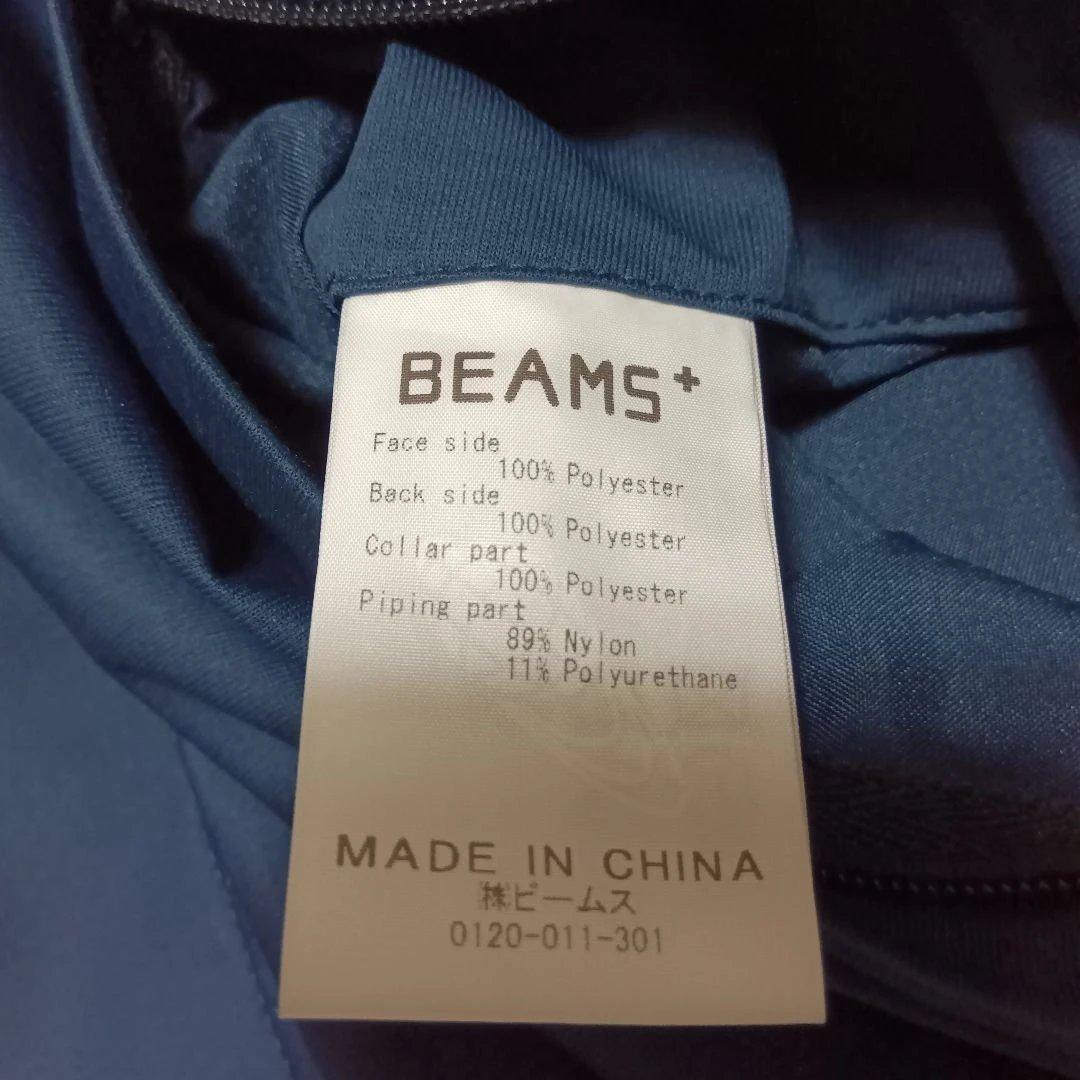 BEAMS+
Face side
100% Polyester
Back side
100% Polyester
Collar part
100% Polyester
Piping part
89% Nylon
11% Polyurethane
MADE IN CHINA
㈱ビームス
0120-011-301